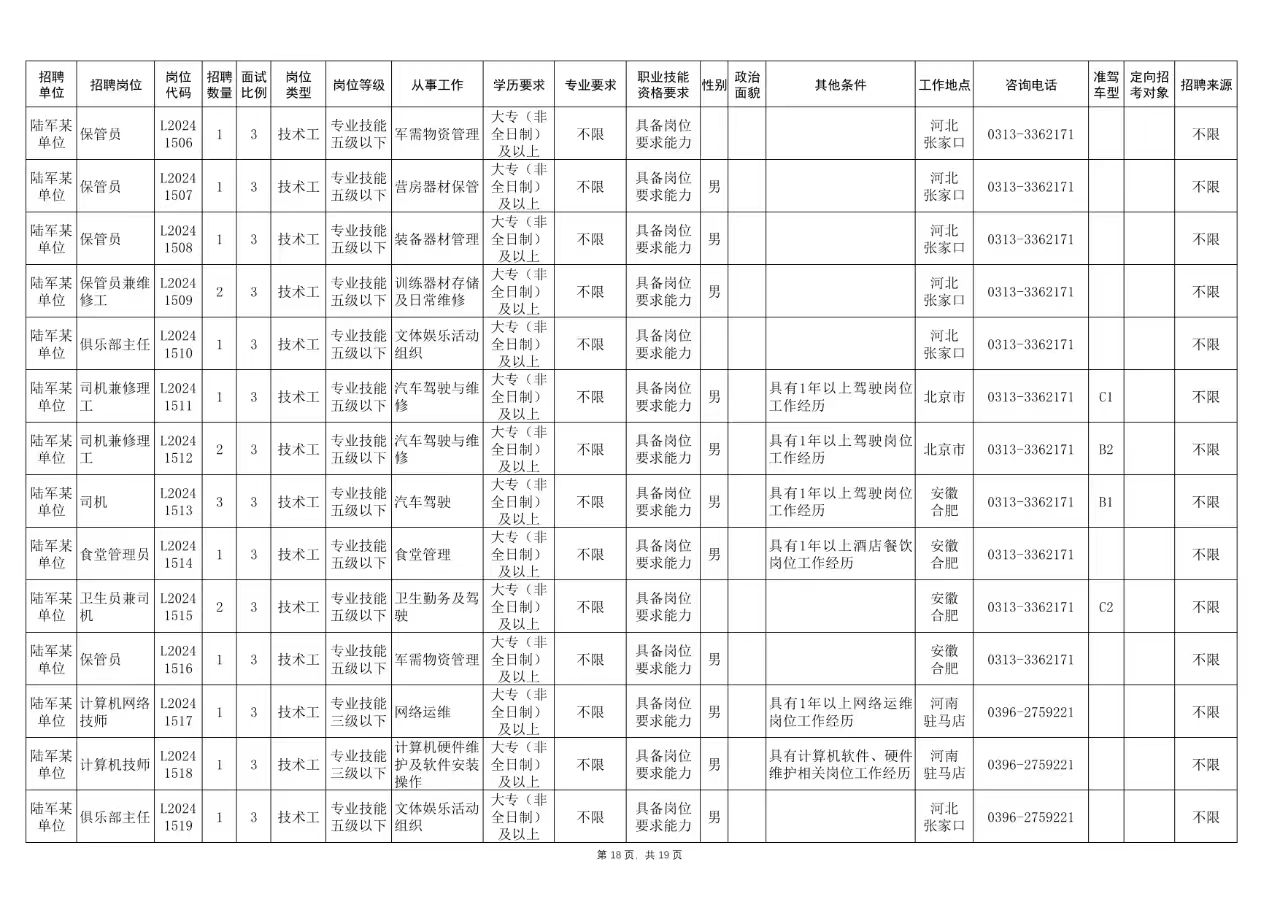 招聘单位 招聘岗位 岗位代码 招聘数量 面试比例 岗位类型 岗位等级 从事工作 学历要求 专业要求 职业技能资格要求 性别 政治面貌 其他条件 工作地点 咨询电话 准驾车型 定向招考对象 招聘来源
陆军某单位 保管员 L20241506 1 3 技术工 专业技能五级以下 军需物资管理 大专（非全日制）及以上 不限 具备岗位要求能力 河北张家口 0313-3362171 不限
陆军某单位 保管员 L20241507 1 3 技术工 专业技能五级以下 营房器材保管 大专（非全日制）及以上 不限 具备岗位要求能力 男 河北张家口 0313-3362171 不限
陆军某单位 保管员 L20241508 1 3 技术工 专业技能五级以下 装备器材管理 大专（非全日制）及以上 不限 具备岗位要求能力 男 河北张家口 0313-3362171 不限
陆军某单位 保管员兼维修工 L20241509 2 3 技术工 专业技能五级以下 训练器材存储及日常维修 大专（非全日制）及以上 不限 具备岗位要求能力 男 河北张家口 0313-3362171 不限
陆军某单位 俱乐部主任 L20241510 1 3 技术工 专业技能五级以下 文体娱乐活动组织 大专（非全日制）及以上 不限 具备岗位要求能力 河北张家口 0313-3362171 不限
陆军某单位 司机兼修理工 L20241511 1 3 技术工 专业技能五级以下 汽车驾驶与维修 大专（非全日制）及以上 不限 具备岗位要求能力 男 具有1年以上驾驶岗位工作经历 北京市 0313-3362171 C1 不限
陆军某单位 司机兼修理工 L20241512 2 3 技术工 专业技能五级以下 汽车驾驶与维修 大专（非全日制）及以上 不限 具备岗位要求能力 男 具有1年以上驾驶岗位工作经历 北京市 0313-3362171 B2 不限
陆军某单位 司机 L20241513 3 3 技术工 专业技能五级以下 汽车驾驶 大专（非全日制）及以上 不限 具备岗位要求能力 男 具有1年以上驾驶岗位工作经历 安徽合肥 0313-3362171 B1 不限
陆军某单位 食堂管理员 L20241514 1 3 技术工 专业技能五级以下 食堂管理 大专（非全日制）及以上 不限 具备岗位要求能力 男 具有1年以上酒店餐饮岗位工作经历 安徽合肥 0313-3362171 不限
陆军某单位 卫生员兼司机 L20241515 2 3 技术工 专业技能五级以下 卫生勤务及驾驶 大专（非全日制）及以上 不限 具备岗位要求能力 安徽合肥 0313-3362171 C2 不限
陆军某单位 保管员 L20241516 1 3 技术工 专业技能五级以下 军需物资管理 大专（非全日制）及以上 不限 具备岗位要求能力 男 安徽合肥 0313-3362171 不限
陆军某单位 计算机网络技师 L20241517 1 3 技术工 专业技能三级以下 网络运维 大专（非全日制）及以上 不限 具备岗位要求能力 男 具有1年以上网络运维岗位工作经历 河南驻马店 0396-2759221 不限
陆军某单位 计算机技师 L20241518 1 3 技术工 专业技能三级以下 计算机硬件维护及软件安装操作 大专（非全日制）及以上 不限 具备岗位要求能力 男 具有计算机软件、硬件维护相关岗位工作经历 河南驻马店 0396-2759221 不限
陆军某单位 俱乐部主任 L20241519 1 3 技术工 专业技能五级以下 文体娱乐活动组织 大专（非全日制）及以上 不限 具备岗位要求能力 男 河北张家口 0396-2759221 不限
第 18 页，共 19 页